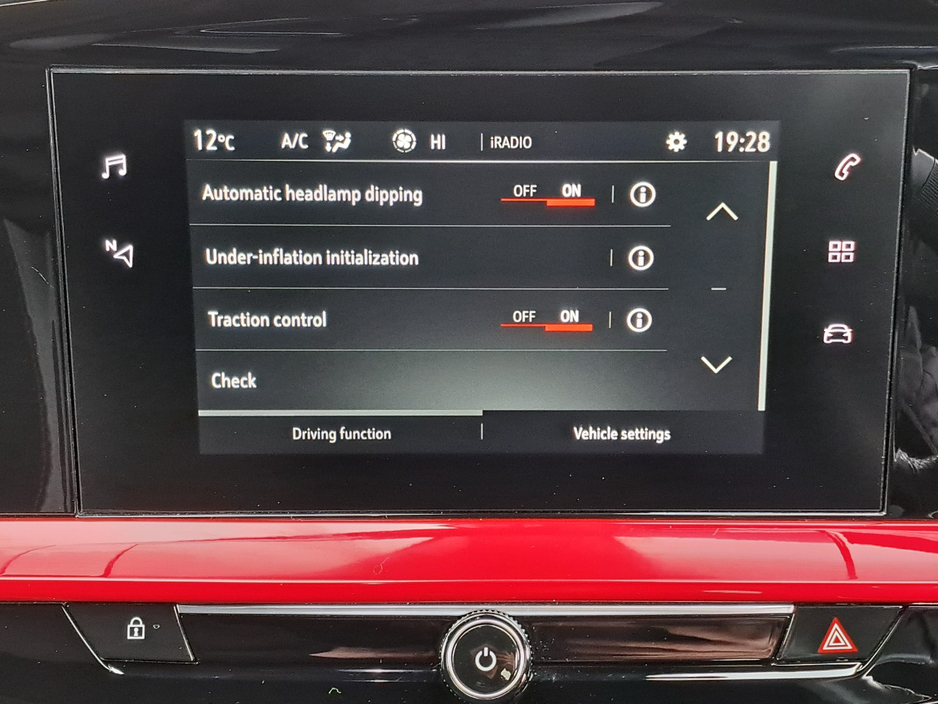 12°C A/C HI iRADIO 19:28
Automatic headlamp dipping OFF ON
N
Under-inflation initialization
Traction control OFF ON
Check
Driving function Vehicle settings